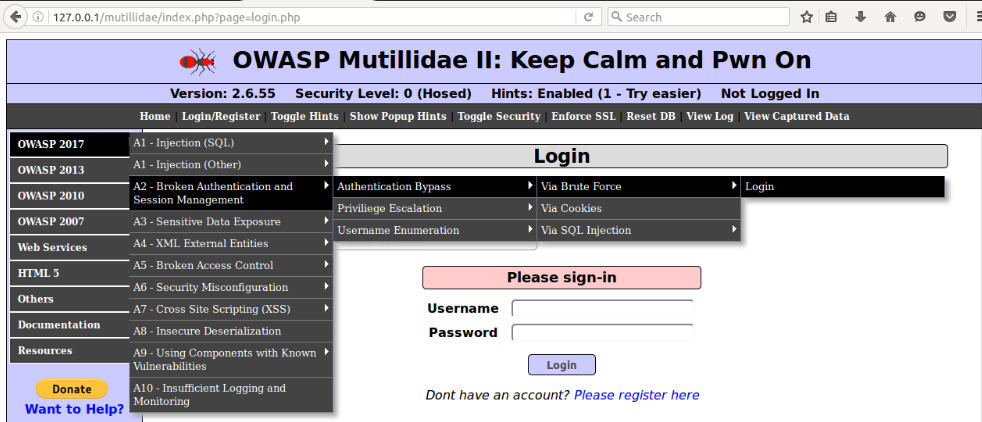 127.0.0.1/mutillidae/index.php?page=login.php
Search
OWASP Mutillidae II: Keep Calm and Pwn On
Version: 2.6.55 Security Level: 0 (Hosed) Hints: Enabled (1 - Try easier) Not Logged In
Home | Login/Register | Toggle Hints | Show Popup Hints | Toggle Security | Enforce SSL | Reset DB | View Log | View Captured Data
OWASP 2017
OWASP 2013
OWASP 2010
OWASP 2007
Web Services
HTML 5
Others
Documentation
Resources
Donate
Want to Help?
A1 - Injection (SQL)
A1 - Injection (Other)
A2 - Broken Authentication and
Session Management
A3 - Sensitive Data Exposure
A4 - XML External Entities
A5 - Broken Access Control
A6 - Security Misconfiguration
A7 - Cross Site Scripting (XSS)
A8 - Insecure Deserialization
A9 - Using Components with Known
Vulnerabilities
A10 - Insufficient Logging and
Monitoring
Authentication Bypass
Priviliege Escalation
Username Enumeration
Via Brute Force
Via Cookies
Via SQL Injection
Login
Login
Please sign-in
Username
Password
Login
Dont have an account? Please register here